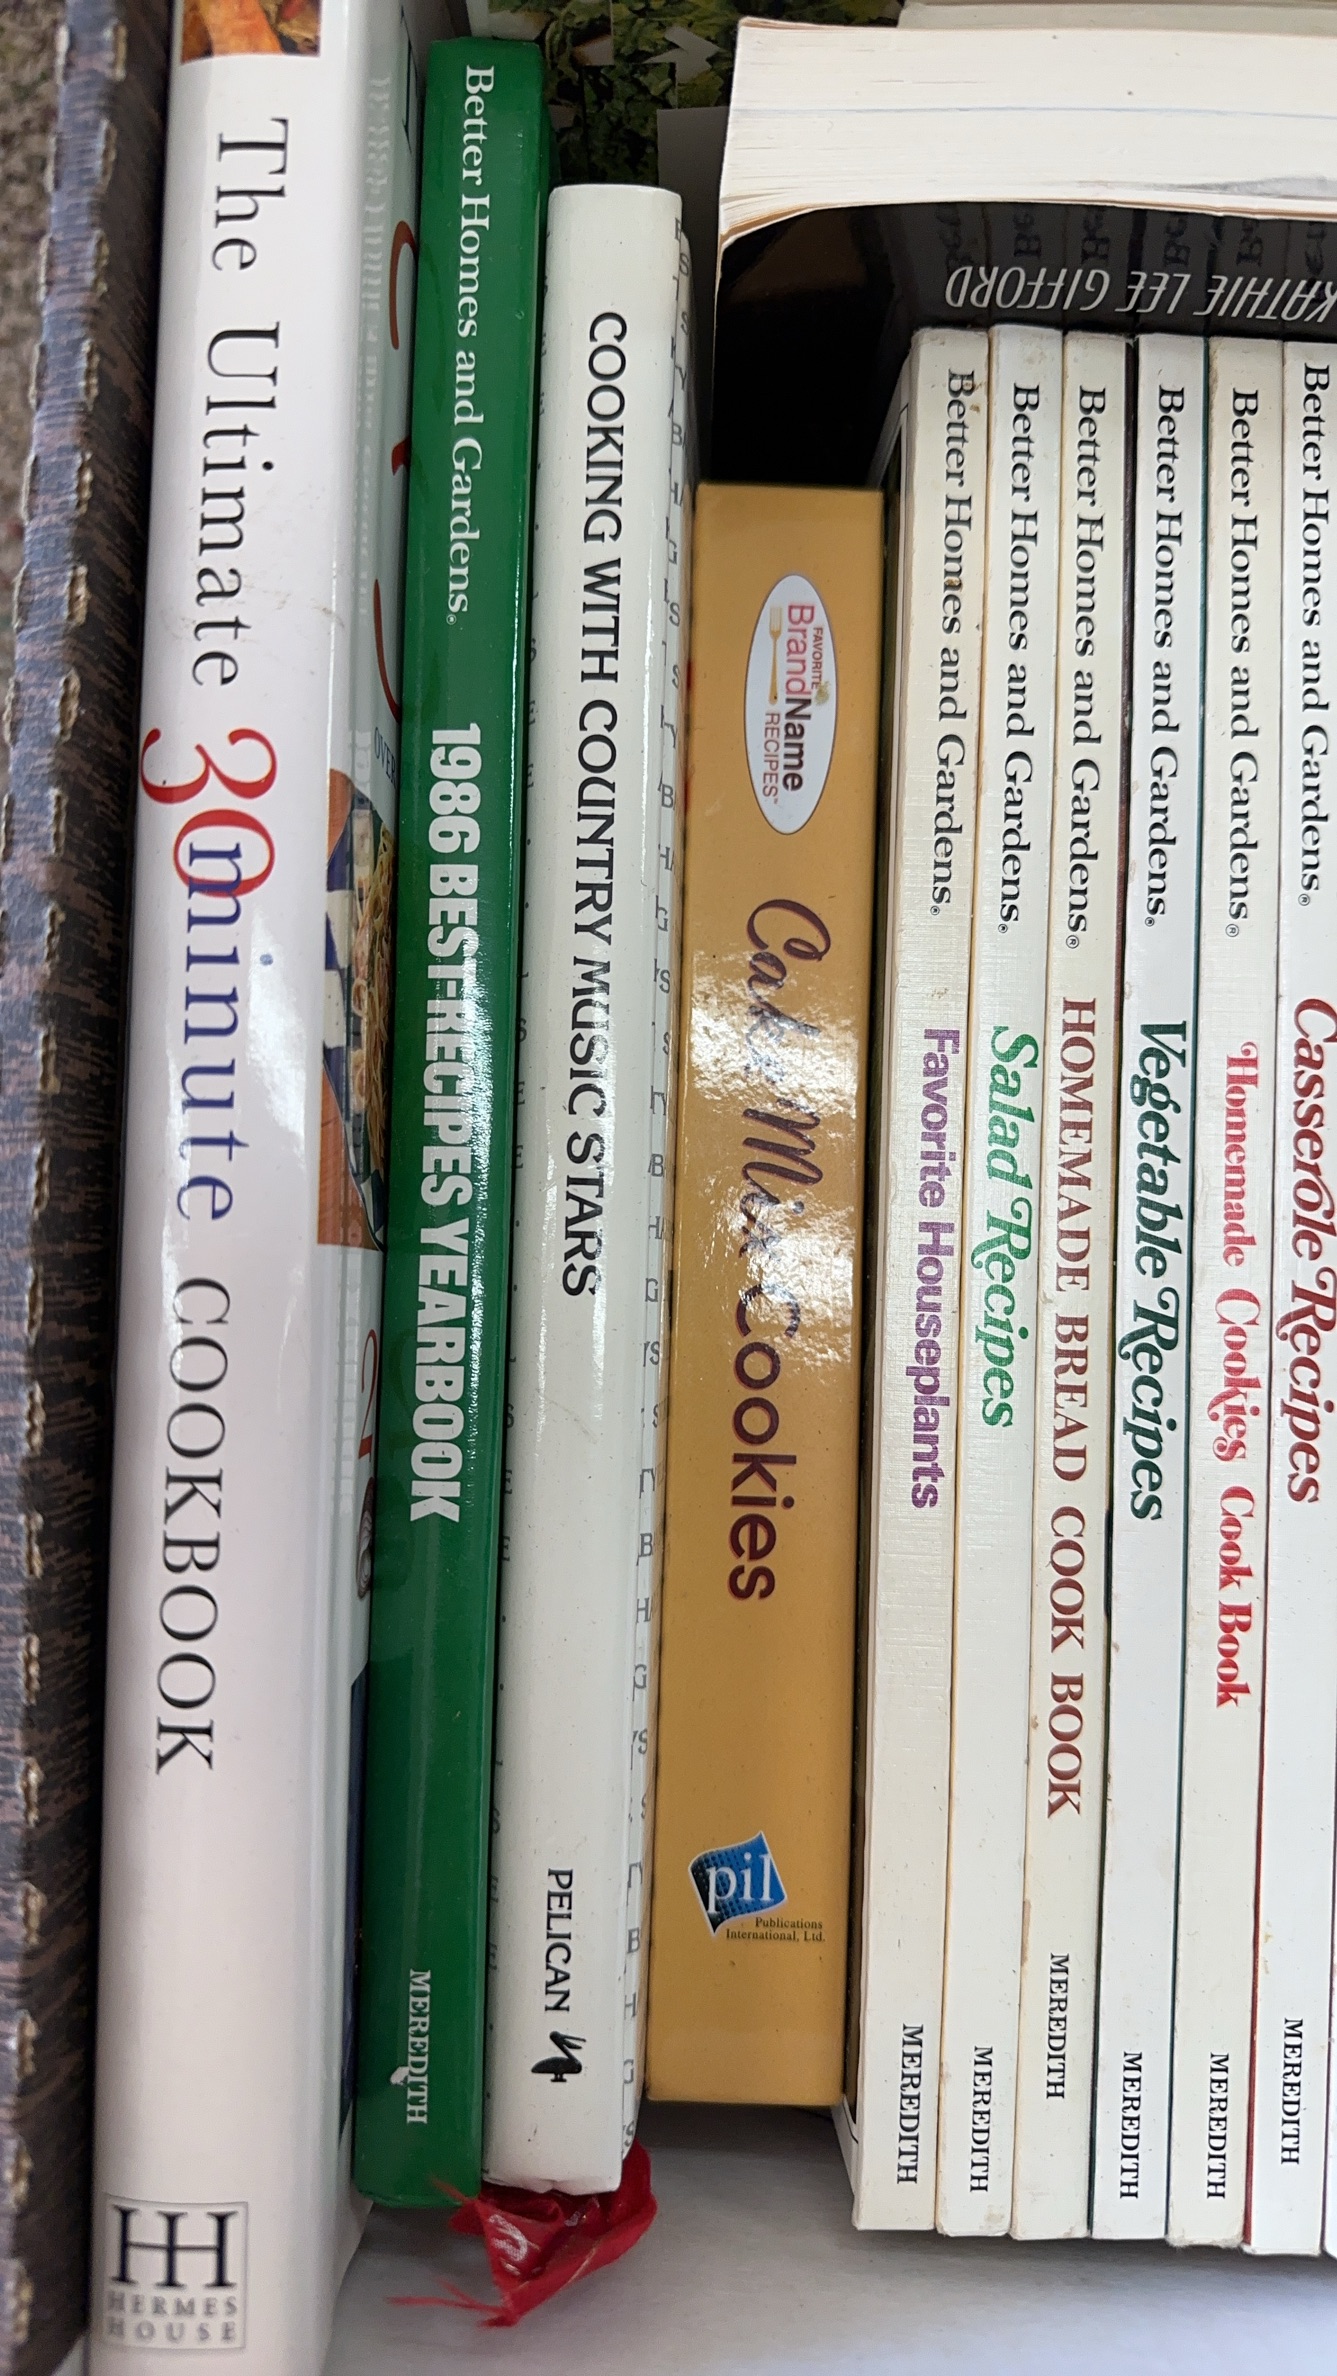 The Ultimate 30 minute COOKBOOK
HERMES
HOUSE
OVER
Better Homes and Gardens®
1986 BEST-RECIPES YEARBOOK
MEREDITH
COOKING WITH COUNTRY MUSIC STARS
PELICAN
FAVORITE
BrandName
RECIPES™
Cake Mix Cookies
pil
Publications
International, Ltd.
KATHIE LEE GIFFORD
Better Homes and Gardens® Favorite Houseplants MEREDITH
Better Homes and Gardens® Salad Recipes MEREDITH
Better Homes and Gardens® HOMEMADE BREAD COOK BOOK MEREDITH
Better Homes and Gardens® Vegetable Recipes MEREDITH
Better Homes and Gardens® Homemade Cookies Cook Book MEREDITH
Better Homes and Gardens® Casserole Recipes MEREDITH